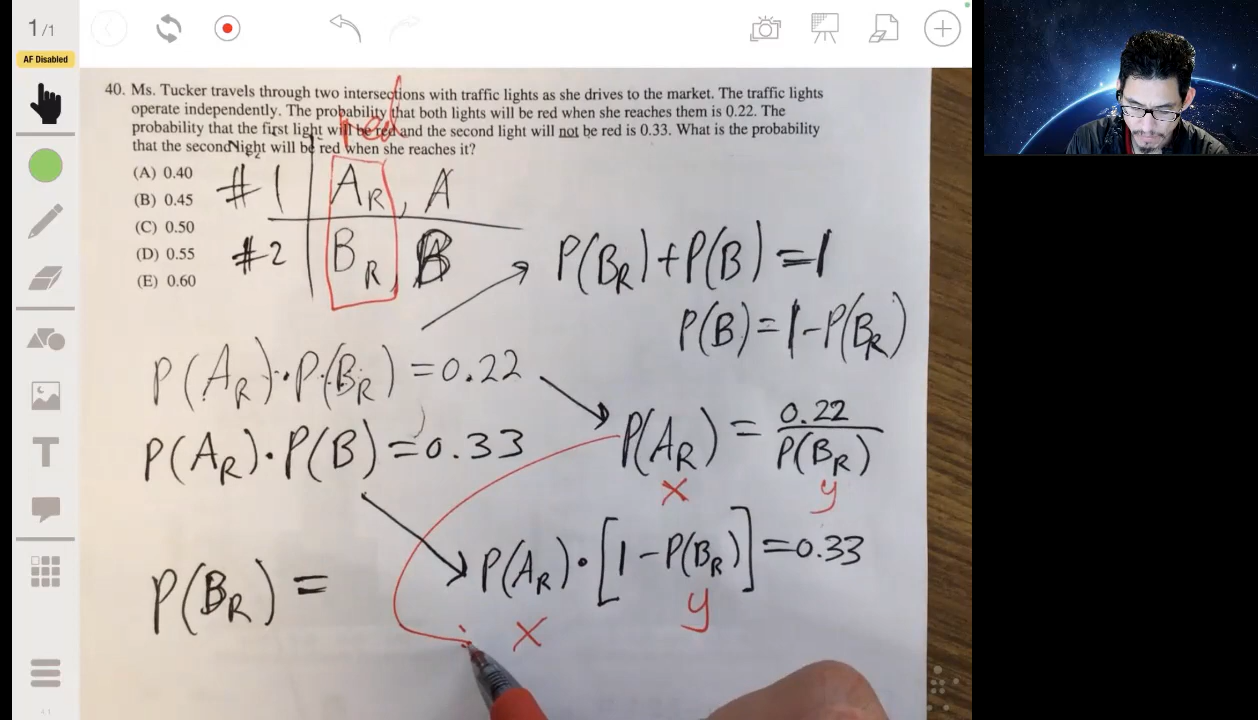 1/1
AF Disabled
40. Ms. Tucker travels through two intersections with traffic lights as she drives to the market. The traffic lights
operate independently. The probability that both lights will be red when she reaches them is 0.22. The
probability that the first light will be red and the second light will not be red is 0.33. What is the probability
that the second light will be red when she reaches it?
(A) 0.40
(B) 0.45
(C) 0.50
(D) 0.55
(E) 0.60
red
#1 A_R, A
#2 B_R, B
P(B_R)+P(B)=1
P(B)=1-P(B_R)
P(A_R)·P(B_R)=0.22
P(A_R)·P(B)=0.33
P(A_R)=0.22/P(B_R)
x y
P(A_R)·[1-P(B_R)]=0.33
x y
P(B_R)=